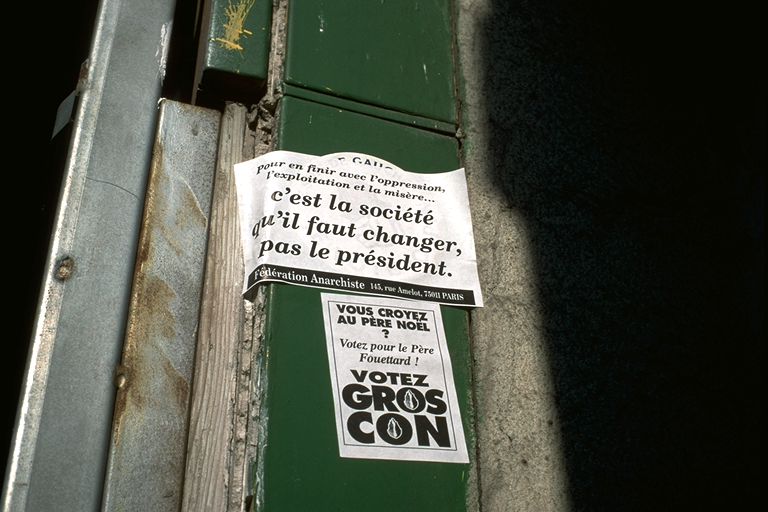 GAUC
Pour en finir avec l'oppression,
l'exploitation et la misère...
c'est la société
qu'il faut changer,
pas le président.
Fédération Anarchiste 145, rue Amelot, 75011 PARIS
VOUS CROYEZ
AU PÈRE NOËL
?
Votez pour le Père
Fouettard !
VOTEZ
GROS
CON